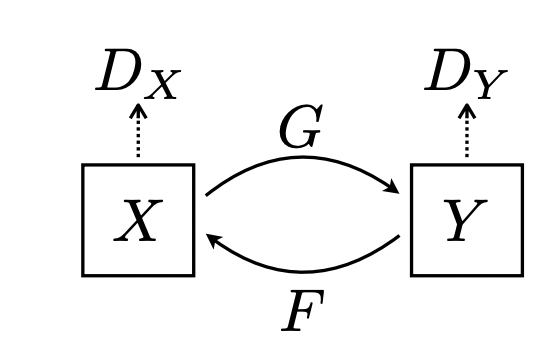 D_X D_Y
G
X Y
F